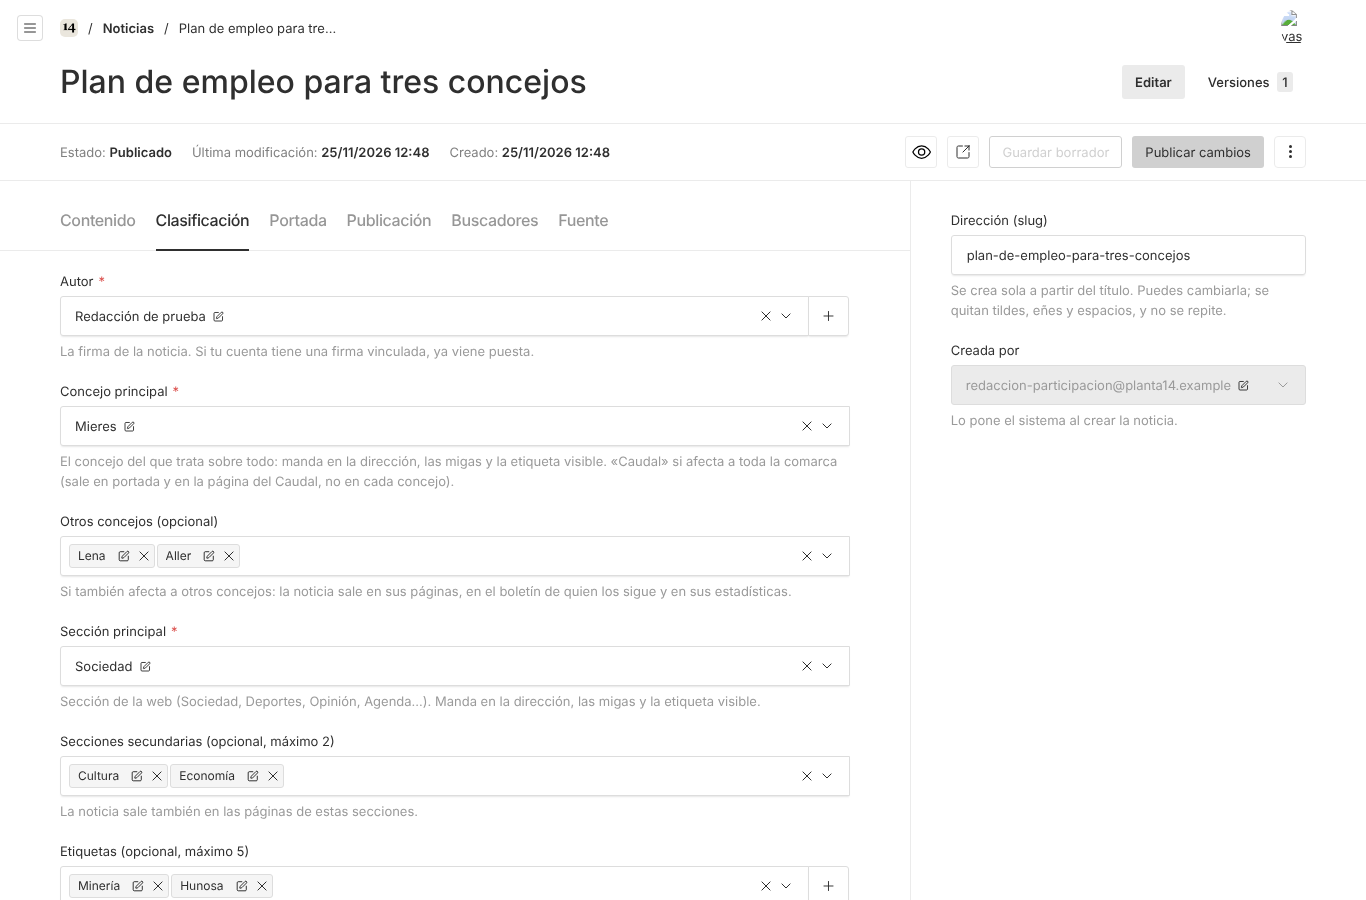 14 / Noticias / Plan de empleo para tre...
vas
Plan de empleo para tres concejos
Editar
Versiones 1
Estado: Publicado
Última modificación: 25/11/2026 12:48
Creado: 25/11/2026 12:48
Guardar borrador
Publicar cambios
Contenido
Clasificación
Portada
Publicación
Buscadores
Fuente
Autor *
Redacción de prueba
La firma de la noticia. Si tu cuenta tiene una firma vinculada, ya viene puesta.
Concejo principal *
Mieres
El concejo del que trata sobre todo: manda en la dirección, las migas y la etiqueta visible. «Caudal» si afecta a toda la comarca
(sale en portada y en la página del Caudal, no en cada concejo).
Otros concejos (opcional)
Lena
Aller
Si también afecta a otros concejos: la noticia sale en sus páginas, en el boletín de quien los sigue y en sus estadísticas.
Sección principal *
Sociedad
Sección de la web (Sociedad, Deportes, Opinión, Agenda...). Manda en la dirección, las migas y la etiqueta visible.
Secciones secundarias (opcional, máximo 2)
Cultura
Economía
La noticia sale también en las páginas de estas secciones.
Etiquetas (opcional, máximo 5)
Minería
Hunosa
Dirección (slug)
plan-de-empleo-para-tres-concejos
Se crea sola a partir del título. Puedes cambiarla; se
quitan tildes, eñes y espacios, y no se repite.
Creada por
redaccion-participacion@planta14.example
Lo pone el sistema al crear la noticia.